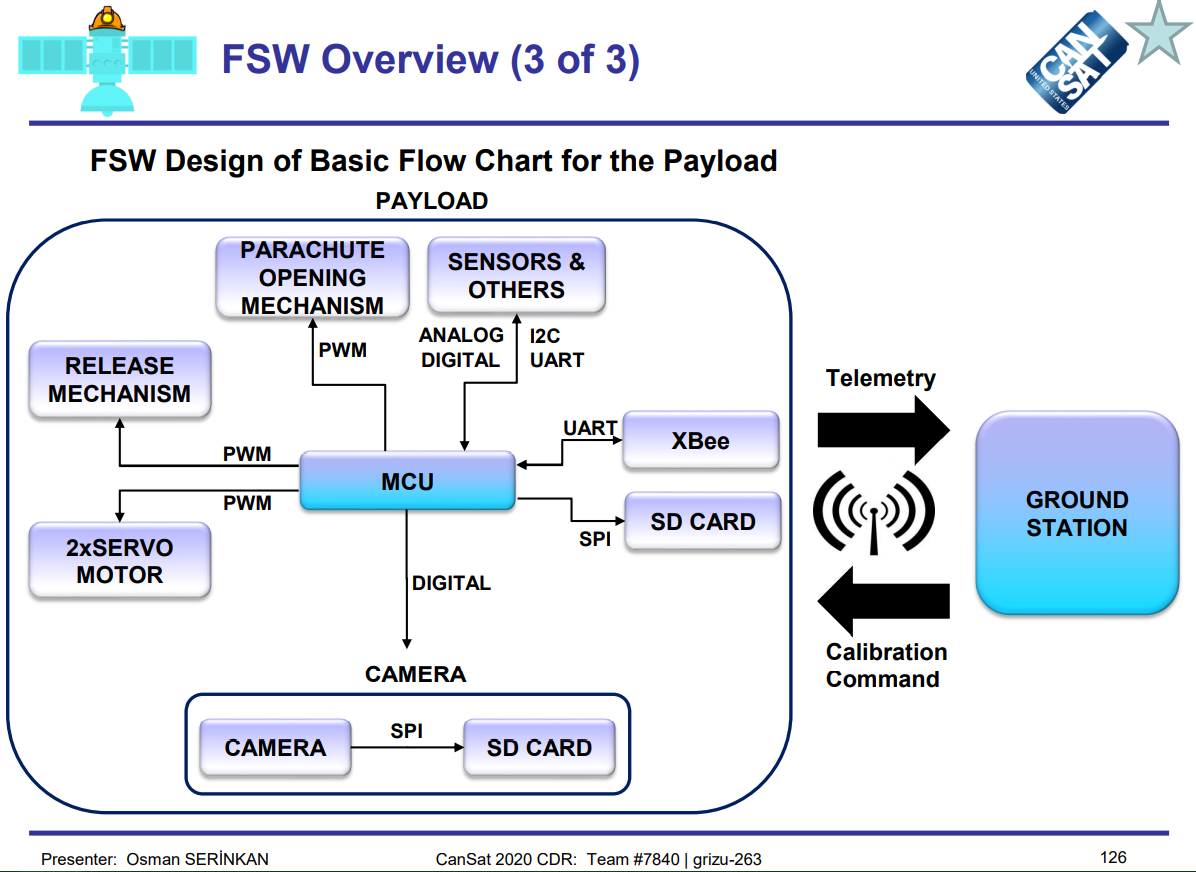 FSW Overview (3 of 3)
CAN
SAT
UNITED STATES
FSW Design of Basic Flow Chart for the Payload
PAYLOAD
PARACHUTE
OPENING
MECHANISM
SENSORS &
OTHERS
PWM
ANALOG
DIGITAL
I2C
UART
RELEASE
MECHANISM
PWM
MCU
UART
XBee
PWM
2xSERVO
MOTOR
SPI
SD CARD
DIGITAL
CAMERA
CAMERA
SPI
SD CARD
Telemetry
GROUND
STATION
Calibration
Command
Presenter: Osman SERİNKAN
CanSat 2020 CDR: Team #7840 | grizu-263
126